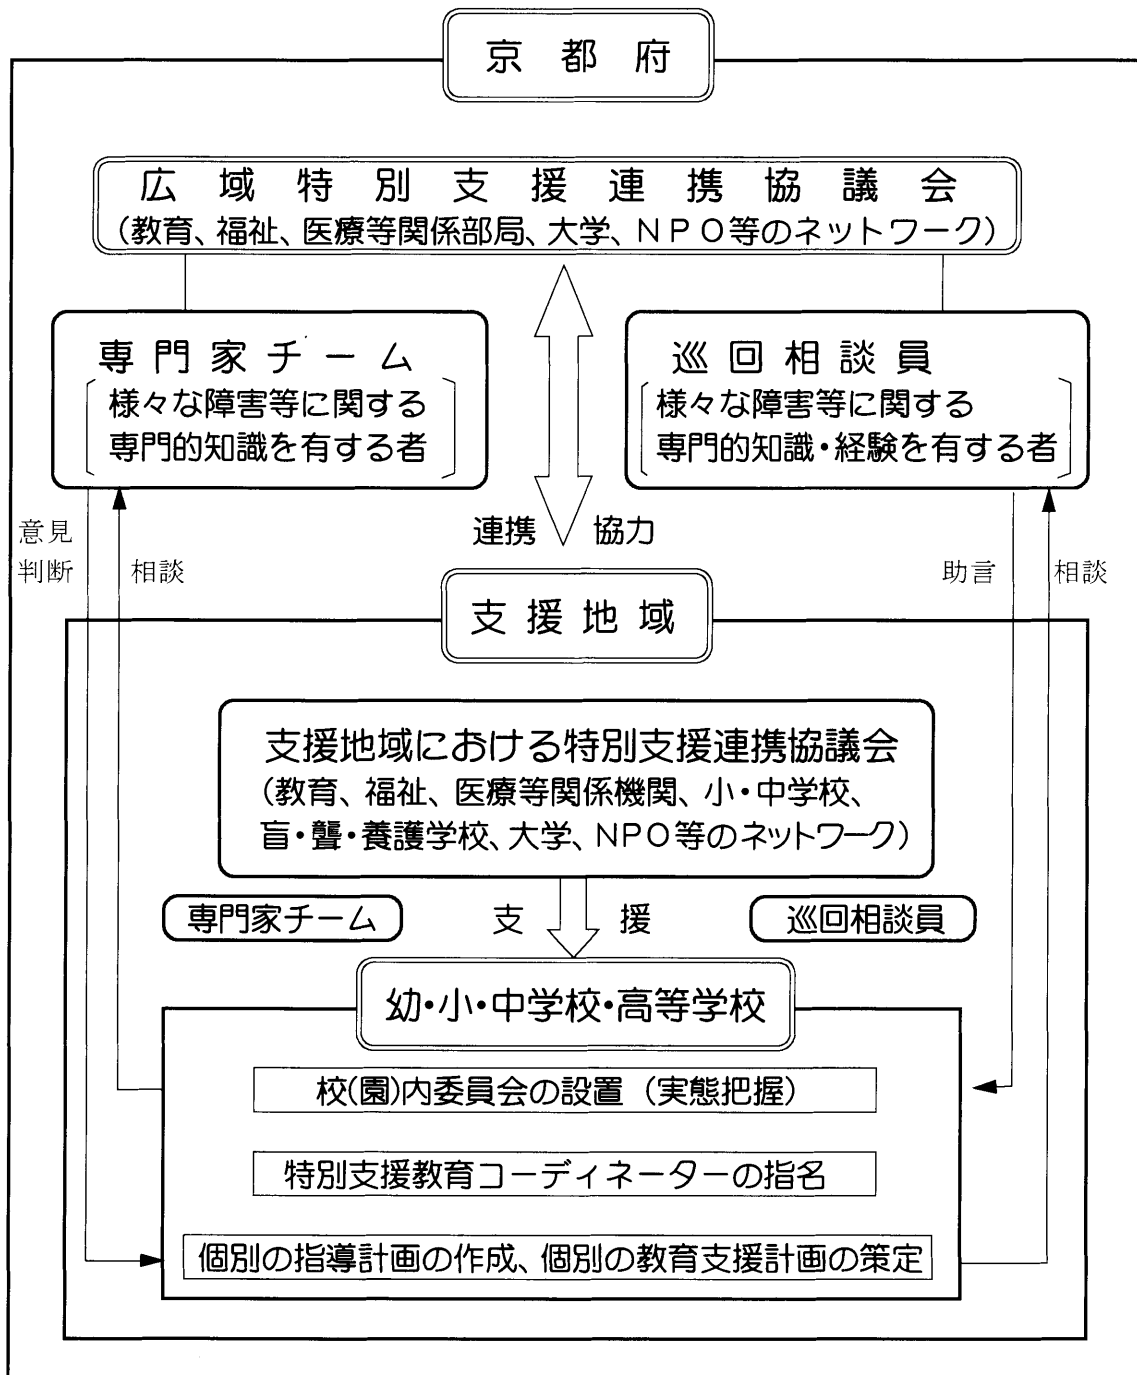 京都府
広域特別支援連携協議会
（教育、福祉、医療等関係部局、大学、ＮＰＯ等のネットワーク）
専門家チーム
様々な障害等に関する
専門的知識を有する者
巡回相談員
様々な障害等に関する
専門的知識・経験を有する者
連携 協力
意見
判断
相談
助言
相談
支援地域
支援地域における特別支援連携協議会
（教育、福祉、医療等関係機関、小・中学校、
盲・聾・養護学校、大学、NPO等のネットワーク）
専門家チーム
支援
巡回相談員
幼・小・中学校・高等学校
校(園)内委員会の設置（実態把握）
特別支援教育コーディネーターの指名
個別の指導計画の作成、個別の教育支援計画の策定